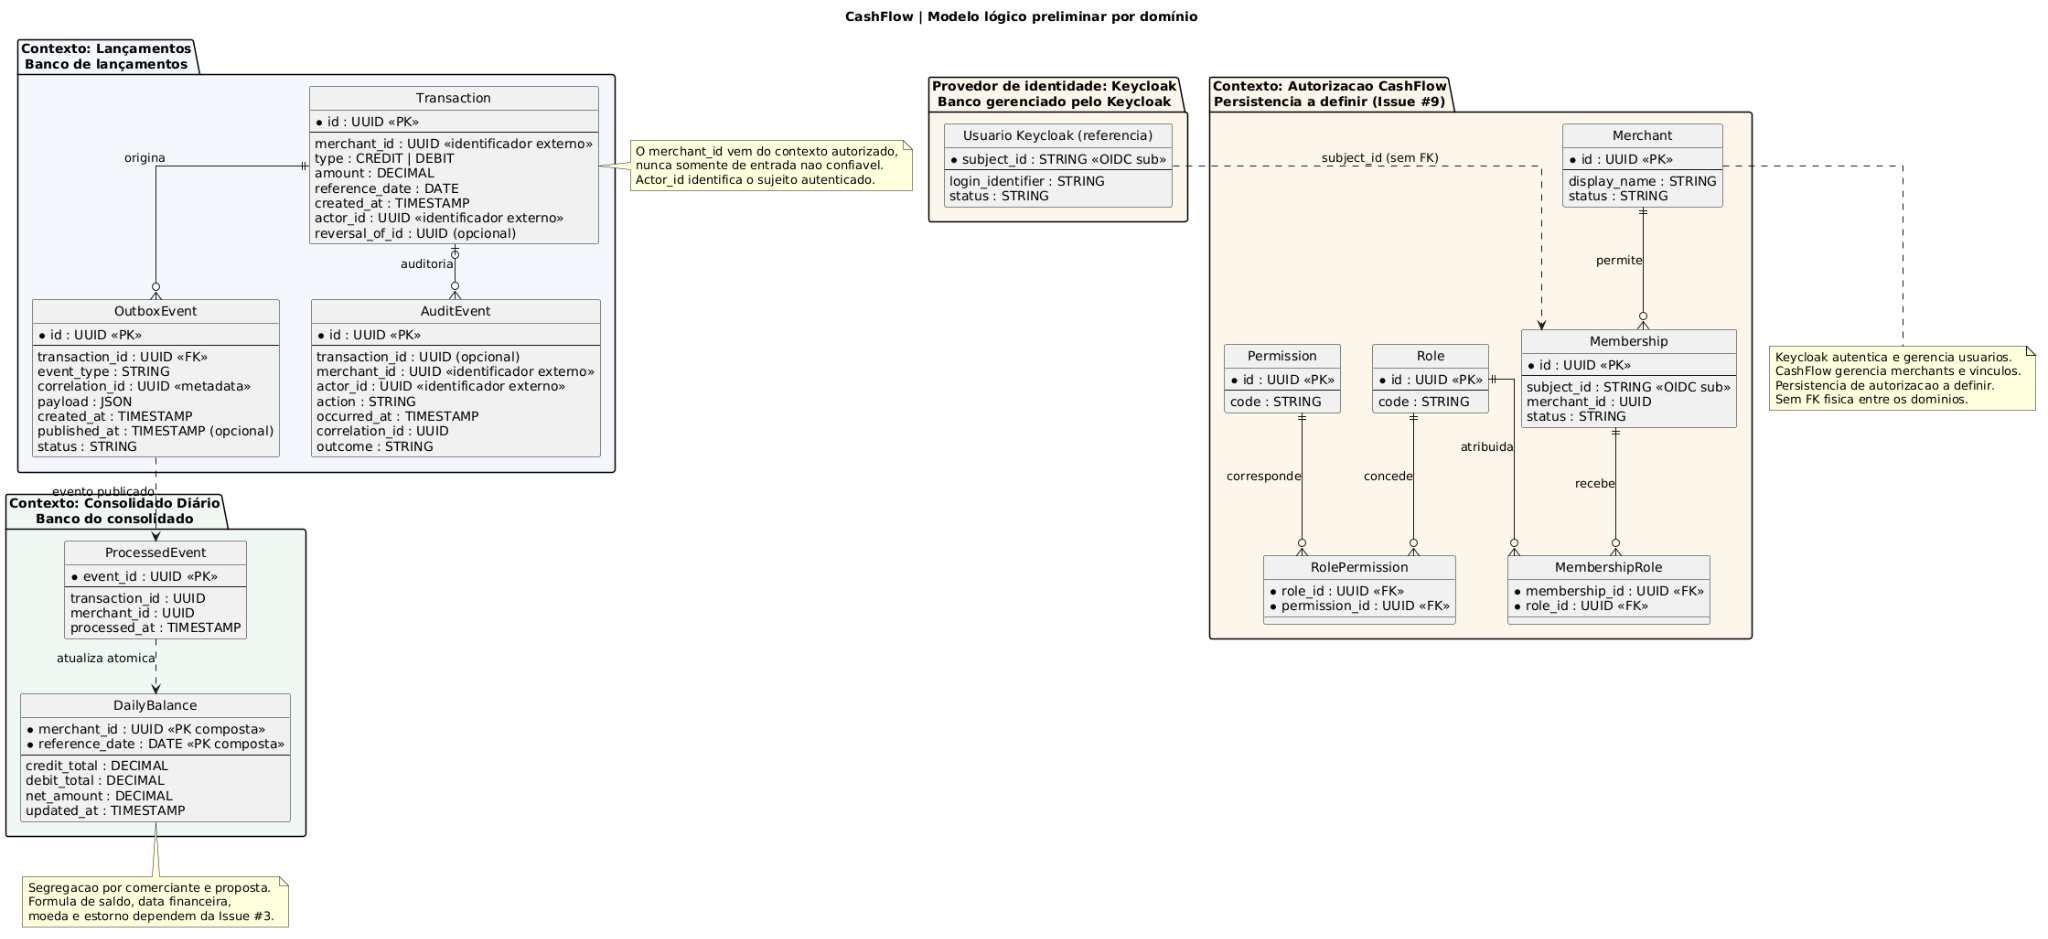 CashFlow | Modelo lógico preliminar por domínio
Contexto: Lançamentos
Banco de lançamentos
Transaction
id : UUID «PK»
merchant_id : UUID «identificador externo»
type : CREDIT | DEBIT
amount : DECIMAL
reference_date : DATE
created_at : TIMESTAMP
actor_id : UUID «identificador externo»
reversal_of_id : UUID (opcional)
O merchant_id vem do contexto autorizado,
nunca somente de entrada nao confiavel.
Actor_id identifica o sujeito autenticado.
origina
auditoria
OutboxEvent
id : UUID «PK»
transaction_id : UUID «FK»
event_type : STRING
correlation_id : UUID «metadata»
payload : JSON
created_at : TIMESTAMP
published_at : TIMESTAMP (opcional)
status : STRING
AuditEvent
id : UUID «PK»
transaction_id : UUID (opcional)
merchant_id : UUID «identificador externo»
actor_id : UUID «identificador externo»
action : STRING
occurred_at : TIMESTAMP
correlation_id : UUID
outcome : STRING
evento publicado
Contexto: Consolidado Diário
Banco do consolidado
ProcessedEvent
event_id : UUID «PK»
transaction_id : UUID
merchant_id : UUID
processed_at : TIMESTAMP
atualiza atomica
DailyBalance
merchant_id : UUID «PK composta»
reference_date : DATE «PK composta»
credit_total : DECIMAL
debit_total : DECIMAL
net_amount : DECIMAL
updated_at : TIMESTAMP
Segregacao por comerciante e proposta.
Formula de saldo, data financeira,
moeda e estorno dependem da Issue #3.
Provedor de identidade: Keycloak
Banco gerenciado pelo Keycloak
Usuario Keycloak (referencia)
subject_id : STRING «OIDC sub»
login_identifier : STRING
status : STRING
subject_id (sem FK)
Contexto: Autorizacao CashFlow
Persistencia a definir (Issue #9)
Merchant
id : UUID «PK»
display_name : STRING
status : STRING
permite
Permission
id : UUID «PK»
code : STRING
Role
id : UUID «PK»
code : STRING
Membership
id : UUID «PK»
subject_id : STRING «OIDC sub»
merchant_id : UUID
status : STRING
Keycloak autentica e gerencia usuarios.
CashFlow gerencia merchants e vinculos.
Persistencia de autorizacao a definir.
Sem FK fisica entre os dominios.
corresponde
concede
atribuida
recebe
RolePermission
role_id : UUID «FK»
permission_id : UUID «FK»
MembershipRole
membership_id : UUID «FK»
role_id : UUID «FK»